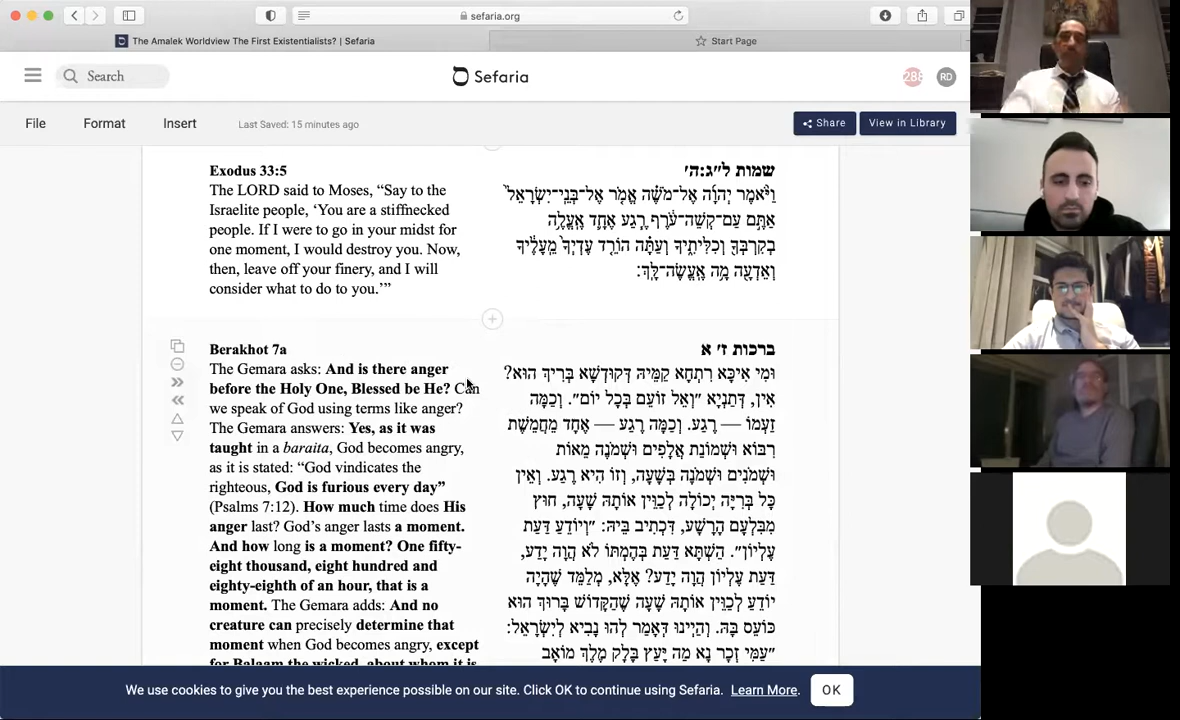 sefaria.org
The Amalek Worldview The First Existentialists? | Sefaria
Start Page
Search
Sefaria
288
RD
File
Format
Insert
Last Saved: 15 minutes ago
Share
View in Library
Exodus 33:5
The LORD said to Moses, “Say to the
Israelite people, ‘You are a stiffnecked
people. If I were to go in your midst for
one moment, I would destroy you. Now,
then, leave off your finery, and I will
consider what to do to you.’”
שמות ל״ג:ה׳
וַיֹּ֨אמֶר יְהוָ֜ה אֶל־מֹשֶׁ֗ה אֱמֹ֤ר אֶל־בְּנֵֽי־יִשְׂרָאֵל֙
אַתֶּ֣ם עַם־קְשֵׁה־עֹ֔רֶף רֶ֧גַע אֶחָ֛ד אֶֽעֱלֶ֥ה
בְקִרְבְּךָ֖ וְכִלִּיתִ֑יךָ וְעַתָּ֗ה הוֹרֵ֤ד עֶדְיְךָ֙ מֵֽעָלֶ֔יךָ
וְאֵדְעָ֖ה מָ֥ה אֶֽעֱשֶׂה־לָּֽךְ׃
Berakhot 7a
The Gemara asks: And is there anger
before the Holy One, Blessed be He? Can
we speak of God using terms like anger?
The Gemara answers: Yes, as it was
taught in a baraita, God becomes angry,
as it is stated: “God vindicates the
righteous, God is furious every day”
(Psalms 7:12). How much time does His
anger last? God’s anger lasts a moment.
And how long is a moment? One fifty-
eight thousand, eight hundred and
eighty-eighth of an hour, that is a
moment. The Gemara adds: And no
creature can precisely determine that
moment when God becomes angry, except
for Balaam the wicked, about whom it is
ברכות ז׳ א
וּמִי אִיכָּא רִתְחָא קַמֵּיהּ דְּקוּדְשָׁא בְּרִיךְ הוּא?
אִין, דְּתַנְיָא ״וְאֵל זוֹעֵם בְּכׇל יוֹם״. וְכַמָּה
זַעְמוֹ — רֶגַע. וְכַמָּה רֶגַע — אֶחָד מֵחֲמֵשֶׁת
רִבּוֹא וּשְׁמוֹנַת אֲלָפִים וּשְׁמֹנֶה מֵאוֹת
וּשְׁמֹנִים וּשְׁמֹנָה בְּשָׁעָה, וְזוֹ הִיא רֶגַע. וְאֵין
כׇּל בְּרִיָּה יְכוֹלָה לְכַוֵּין אוֹתָהּ שָׁעָה, חוּץ
מִבִּלְעָם הָרָשָׁע, דִּכְתִיב בֵּיהּ: ״וְיוֹדֵעַ דַּעַת
עֶלְיוֹן״. הַשְׁתָּא דַּעַת בְּהֶמְתּוֹ לֹא הֲוָה יָדַע,
דַּעַת עֶלְיוֹן הֲוָה יָדַע? אֶלָּא, מְלַמֵּד שֶׁהָיָה
יוֹדֵעַ לְכַוֵּין אוֹתָהּ שָׁעָה שֶׁהַקָּדוֹשׁ בָּרוּךְ הוּא
כּוֹעֵס בָּהּ. וְהַיְינוּ דְּאָמַר לְהוּ נָבִיא לְיִשְׂרָאֵל:
״עַמִּי זְכׇר נָא מַה יָּעַץ בָּלָק מֶלֶךְ מוֹאָב
We use cookies to give you the best experience possible on our site. Click OK to continue using Sefaria. Learn More. OK